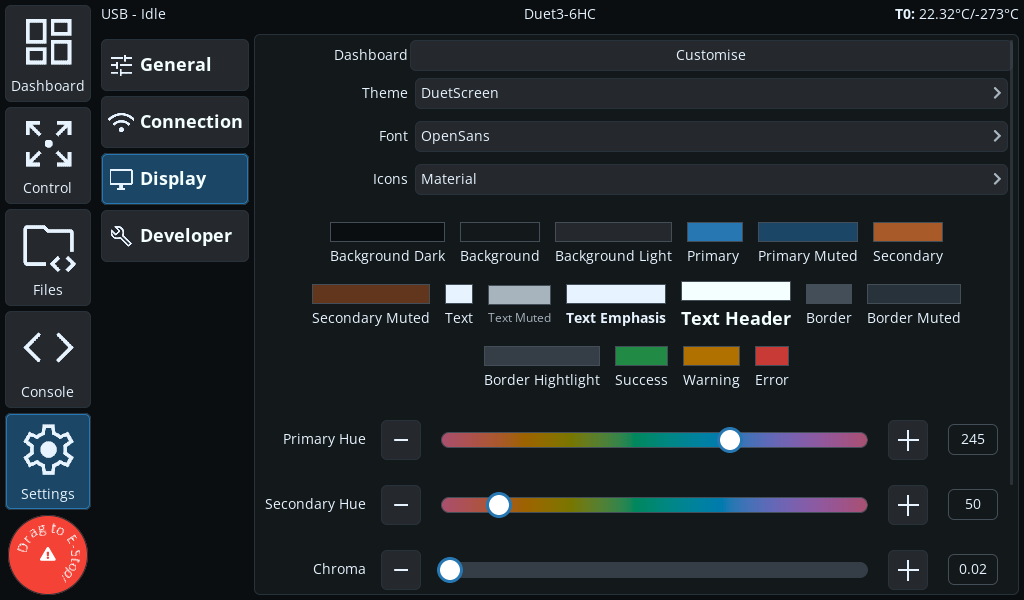 USB - Idle
Duet3-6HC
T0: 22.32°C/-273°C
Dashboard
Control
Files
Console
Settings
Drag to E-Stop!
General
Connection
Display
Developer
Dashboard Customise
Theme DuetScreen
Font OpenSans
Icons Material
Background Dark Background Background Light Primary Primary Muted Secondary
Secondary Muted Text Text Muted Text Emphasis Text Header Border Border Muted
Border Hightlight Success Warning Error
Primary Hue 245
Secondary Hue 50
Chroma 0.02